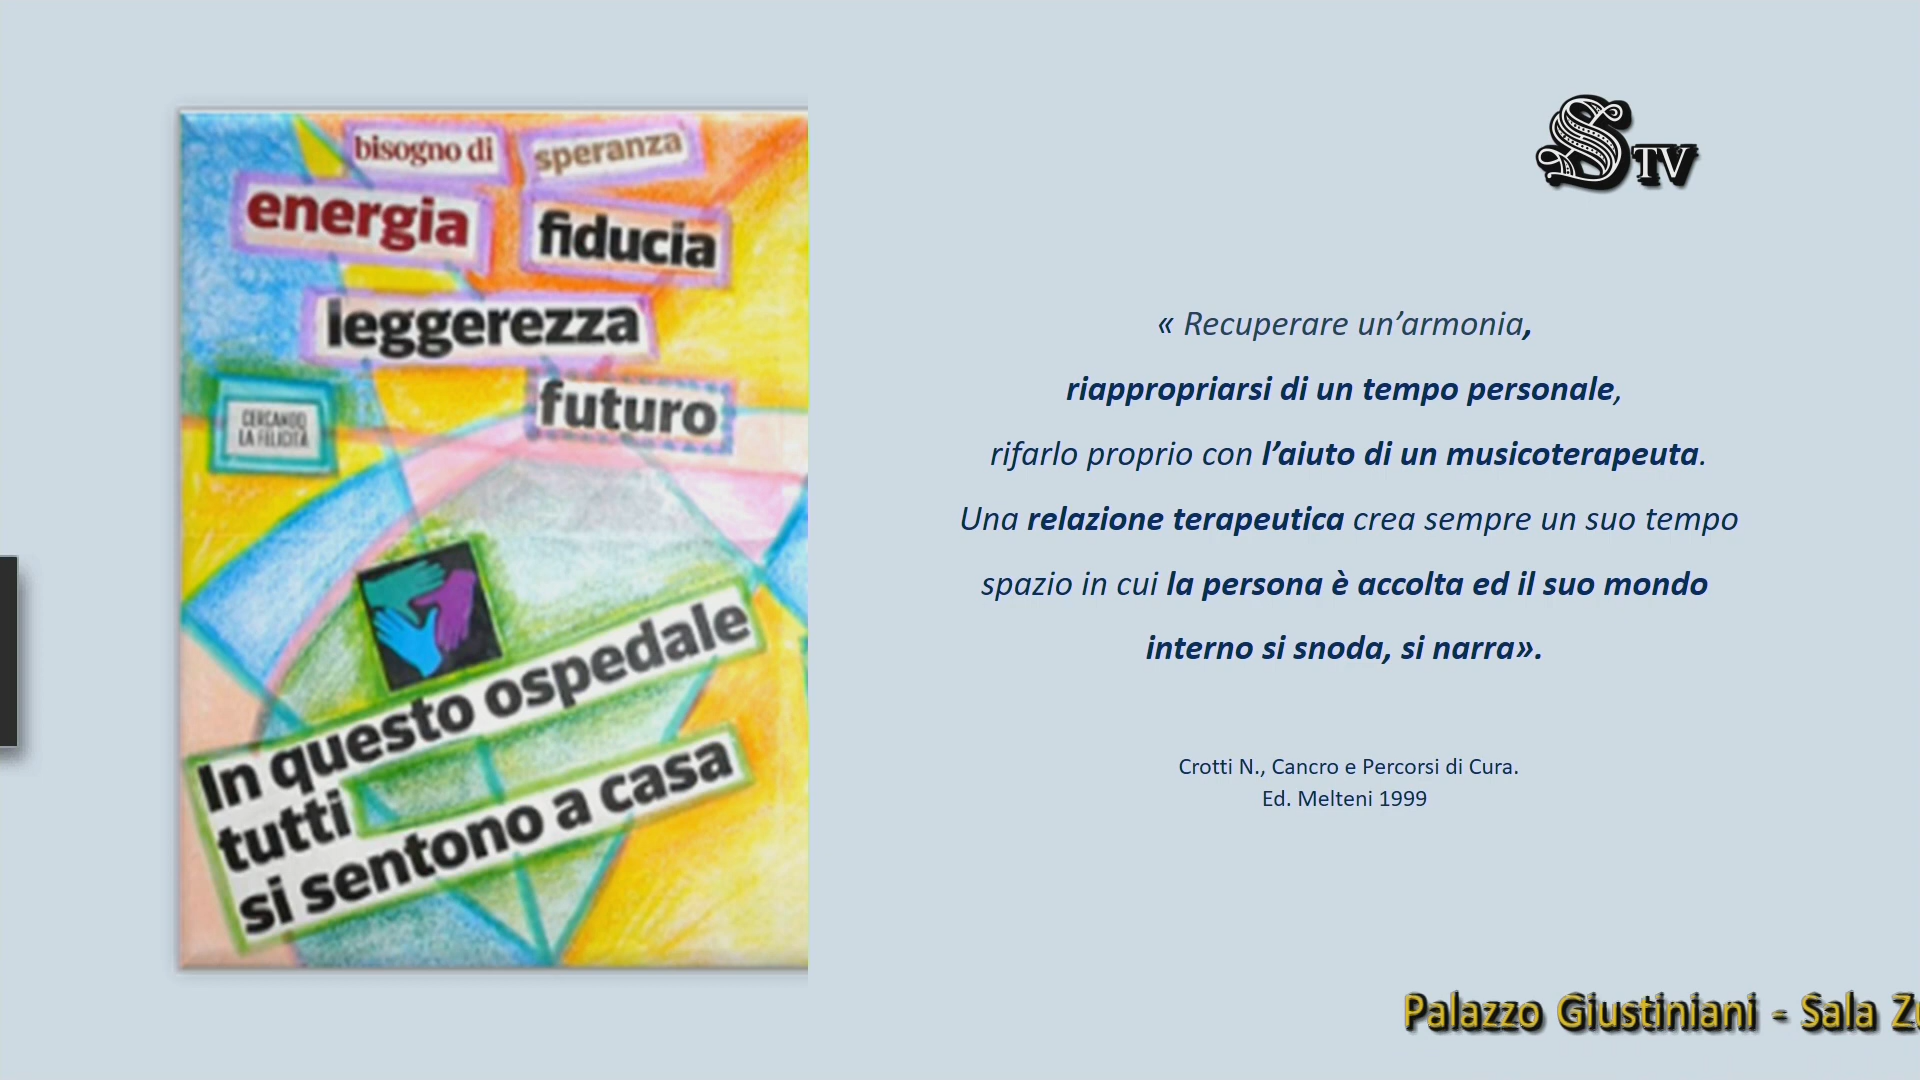 bisogno di
speranza
energia
fiducia
leggerezza
futuro
CERCANDO
LA FELICITÀ
In questo ospedale
tutti
si sentono a casa
S TV
« Recuperare un’armonia,
riappropriarsi di un tempo personale,
rifarlo proprio con l’aiuto di un musicoterapeuta.
Una relazione terapeutica crea sempre un suo tempo
spazio in cui la persona è accolta ed il suo mondo
interno si snoda, si narra».
Crotti N., Cancro e Percorsi di Cura.
Ed. Melteni 1999
Palazzo Giustiniani - Sala